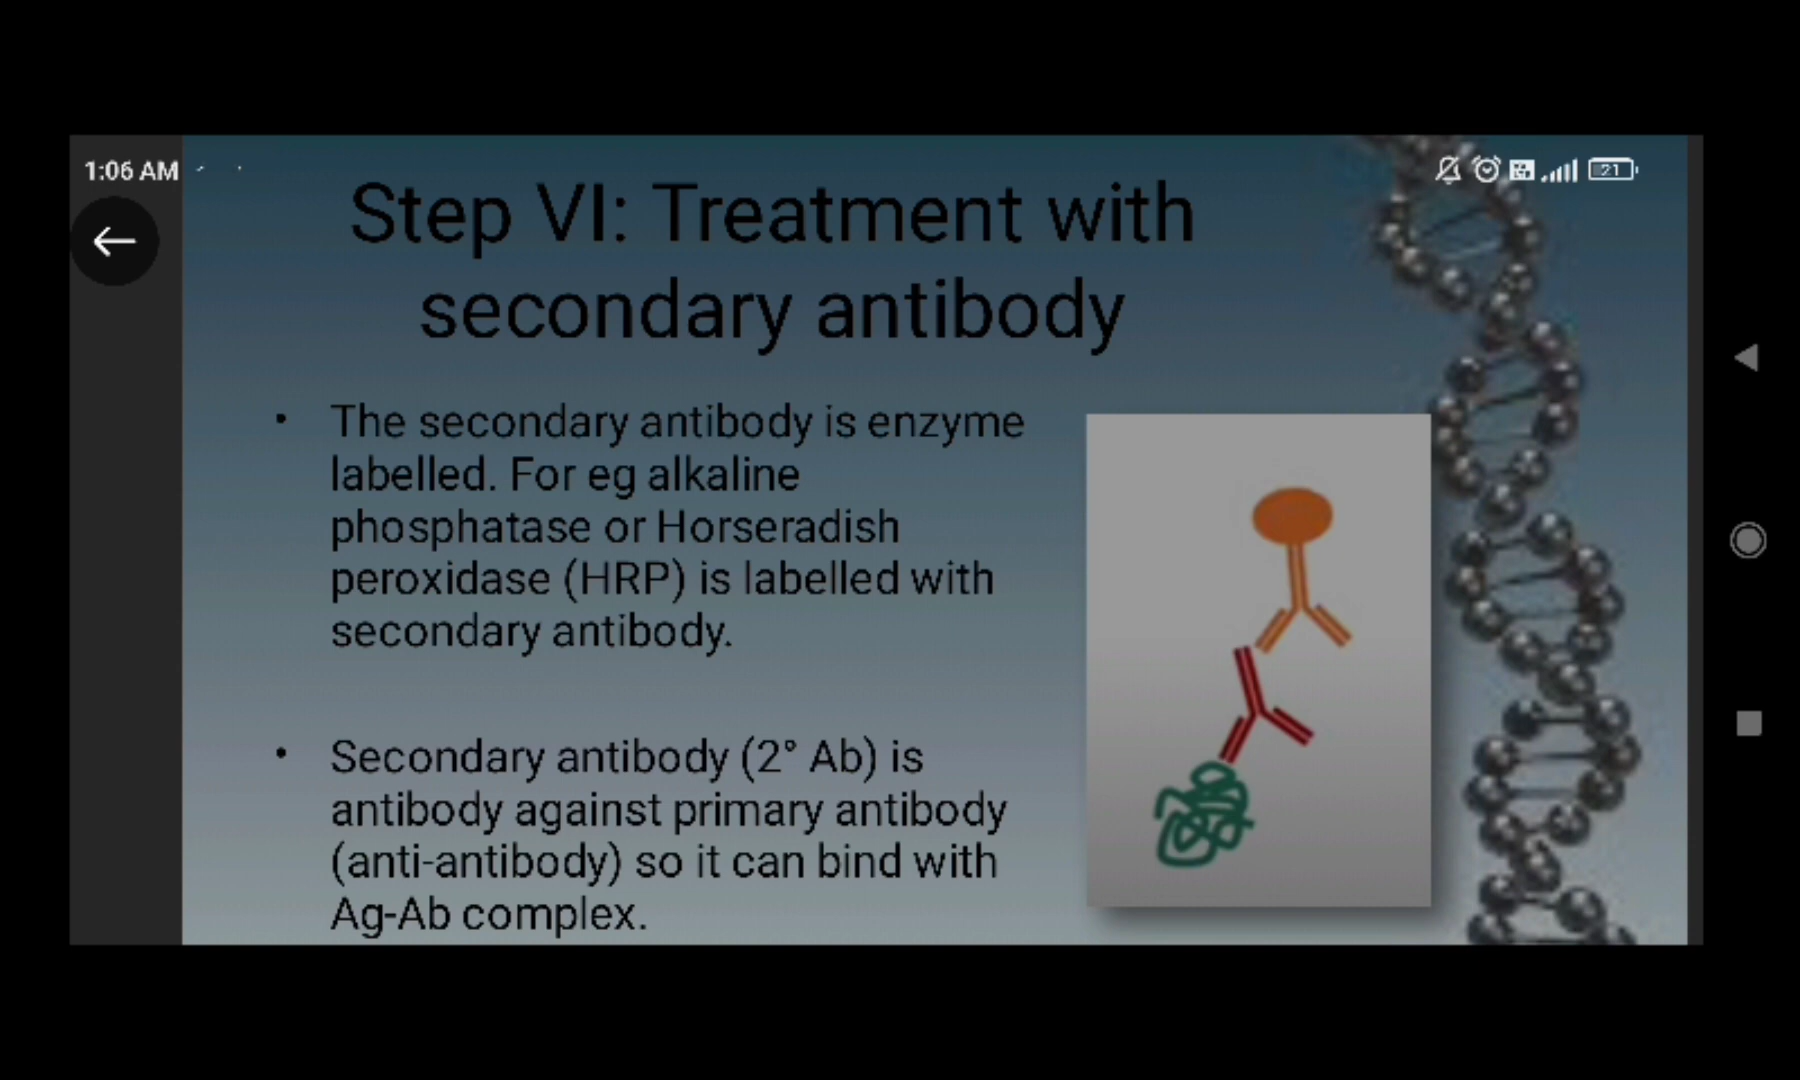 1:06 AM
21
Step VI: Treatment with
secondary antibody
• The secondary antibody is enzyme
labelled. For eg alkaline
phosphatase or Horseradish
peroxidase (HRP) is labelled with
secondary antibody.
• Secondary antibody (2° Ab) is
antibody against primary antibody
(anti-antibody) so it can bind with
Ag-Ab complex.